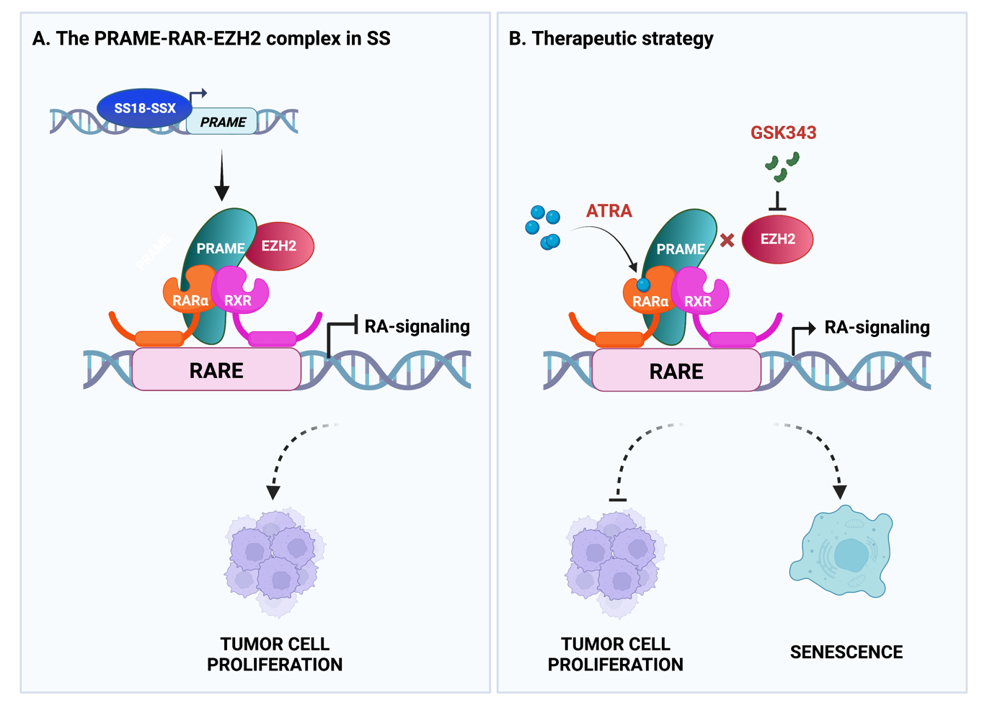 A. The PRAME-RAR-EZH2 complex in SS
SS18-SSX
PRAME
PRAME
EZH2
PRAME
RARα
RXR
RA-signaling
RARE
TUMOR CELL
PROLIFERATION
B. Therapeutic strategy
GSK343
ATRA
PRAME
EZH2
RARα
RXR
RA-signaling
RARE
TUMOR CELL
PROLIFERATION
SENESCENCE